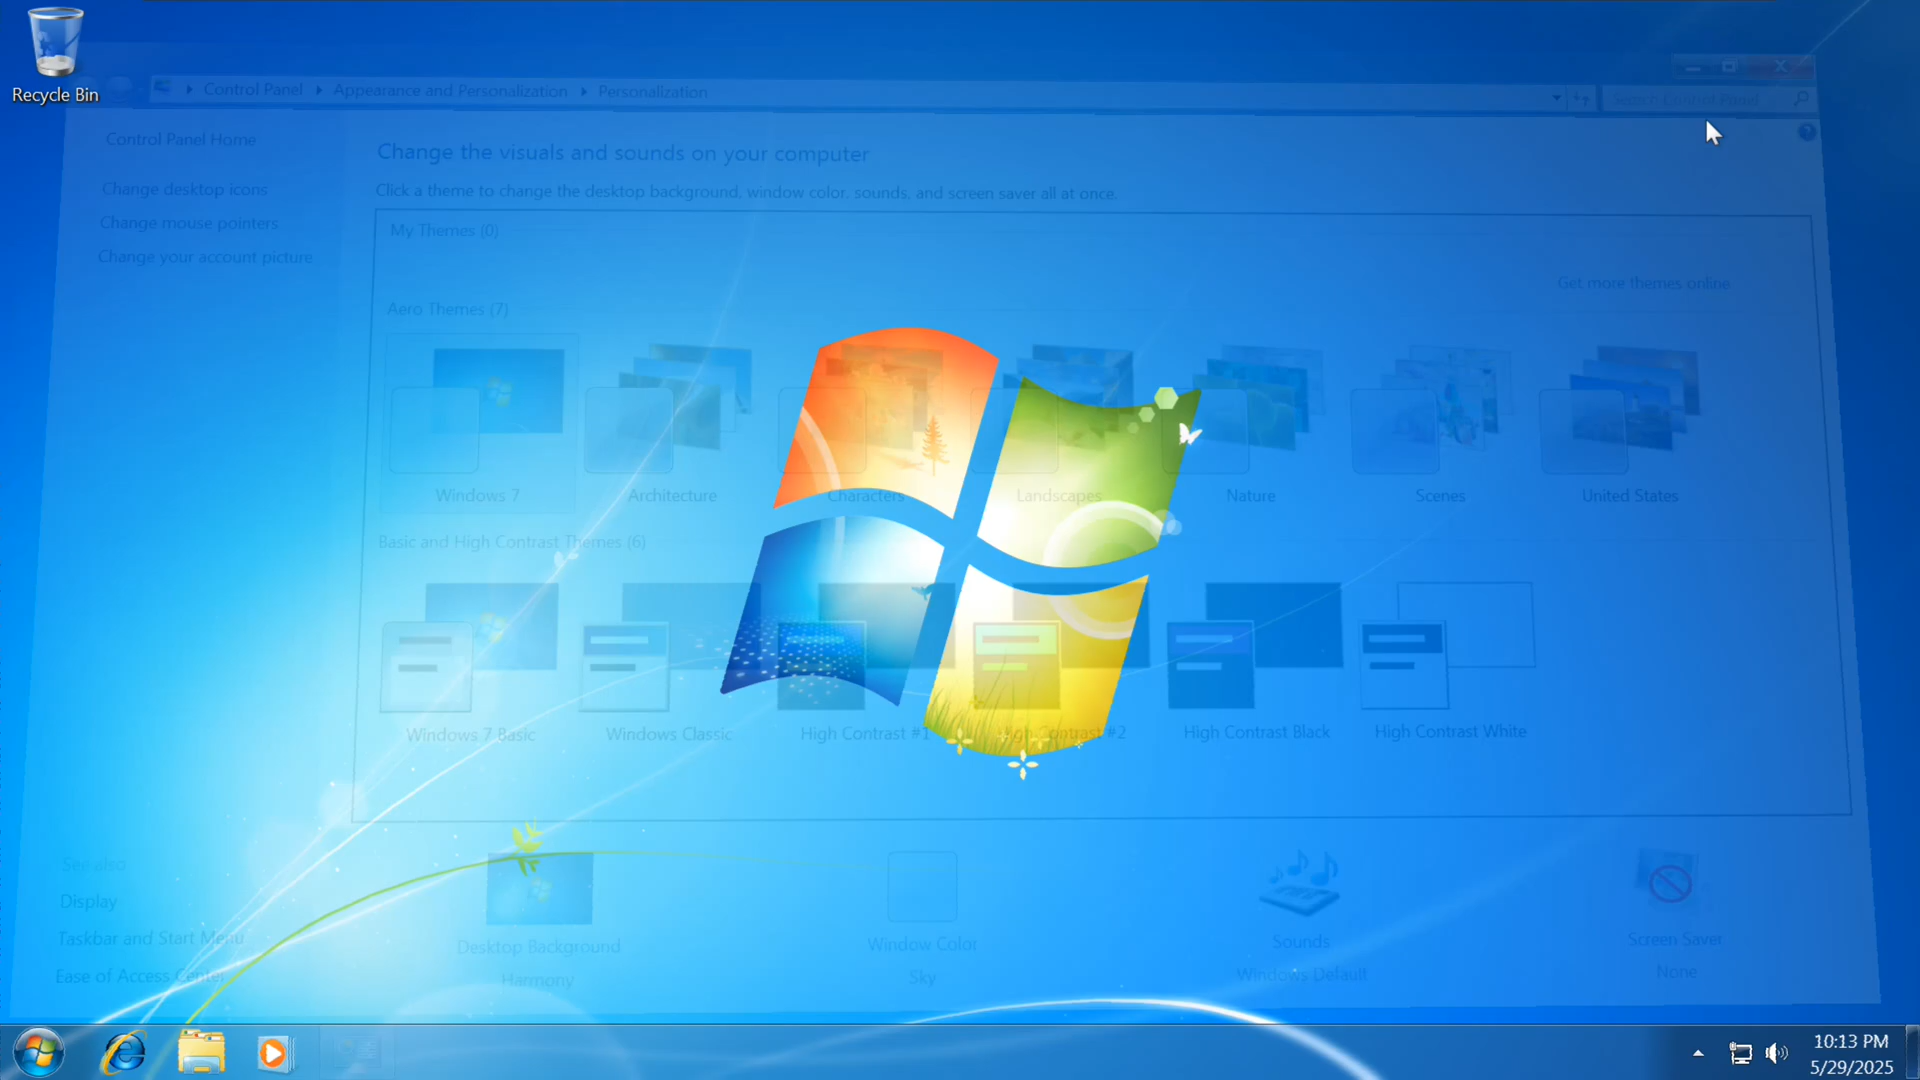 Recycle Bin
Control Panel Appearance and Personalization Personalization
Search Control Panel
Control Panel Home
Change desktop icons
Change mouse pointers
Change your account picture
Change the visuals and sounds on your computer
Click a theme to change the desktop background, window color, sounds, and screen saver all at once.
My Themes (0)
Get more themes online
Aero Themes (7)
Windows 7 Architecture Characters Landscapes Nature Scenes United States
Basic and High Contrast Themes (6)
Windows 7 Basic Windows Classic High Contrast #1 High Contrast #2 High Contrast Black High Contrast White
See also
Display
Taskbar and Start Menu
Ease of Access Center
Desktop Background
Harmony
Window Color
Sky
Sounds
Windows Default
Screen Saver
None
10:13 PM
5/29/2025